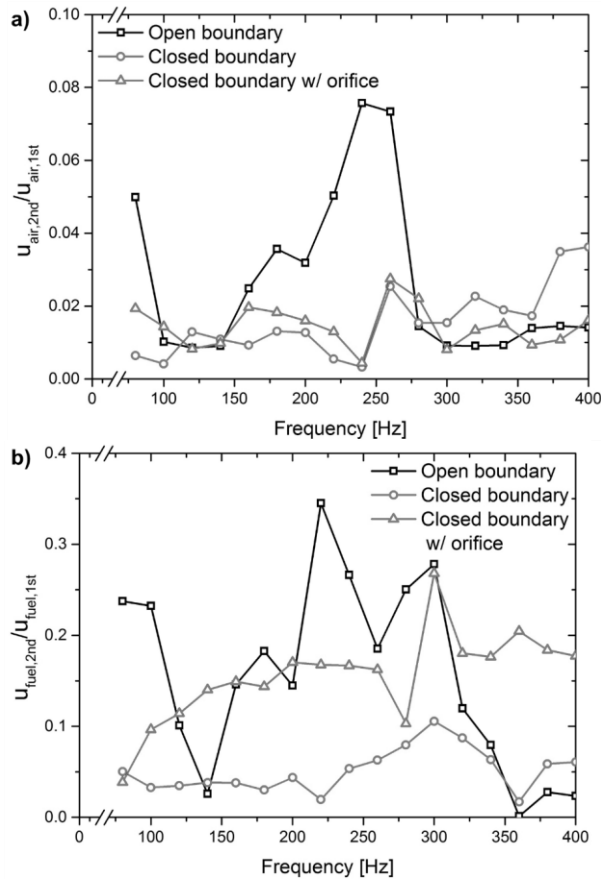 a)
0.10
0.08
0.06
0.04
0.02
0.00
u_air,2nd/u_air,1st
Open boundary
Closed boundary
Closed boundary w/ orifice
0 50 100 150 200 250 300 350 400
Frequency [Hz]
b)
0.4
0.3
0.2
0.1
0.0
u_fuel,2nd/u_fuel,1st
Open boundary
Closed boundary
Closed boundary
w/ orifice
0 50 100 150 200 250 300 350 400
Frequency [Hz]